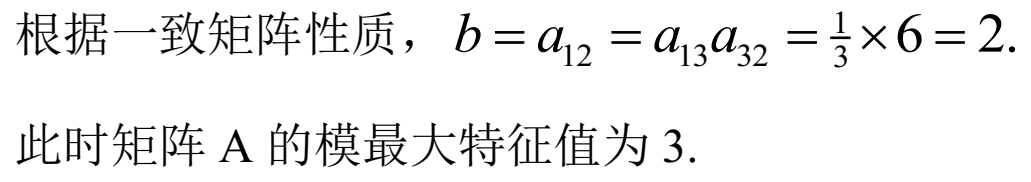 根据一致矩阵性质，b = a₁₂ = a₁₃a₃₂ = ⅓ × 6 = 2.
此时矩阵 A 的模最大特征值为 3.